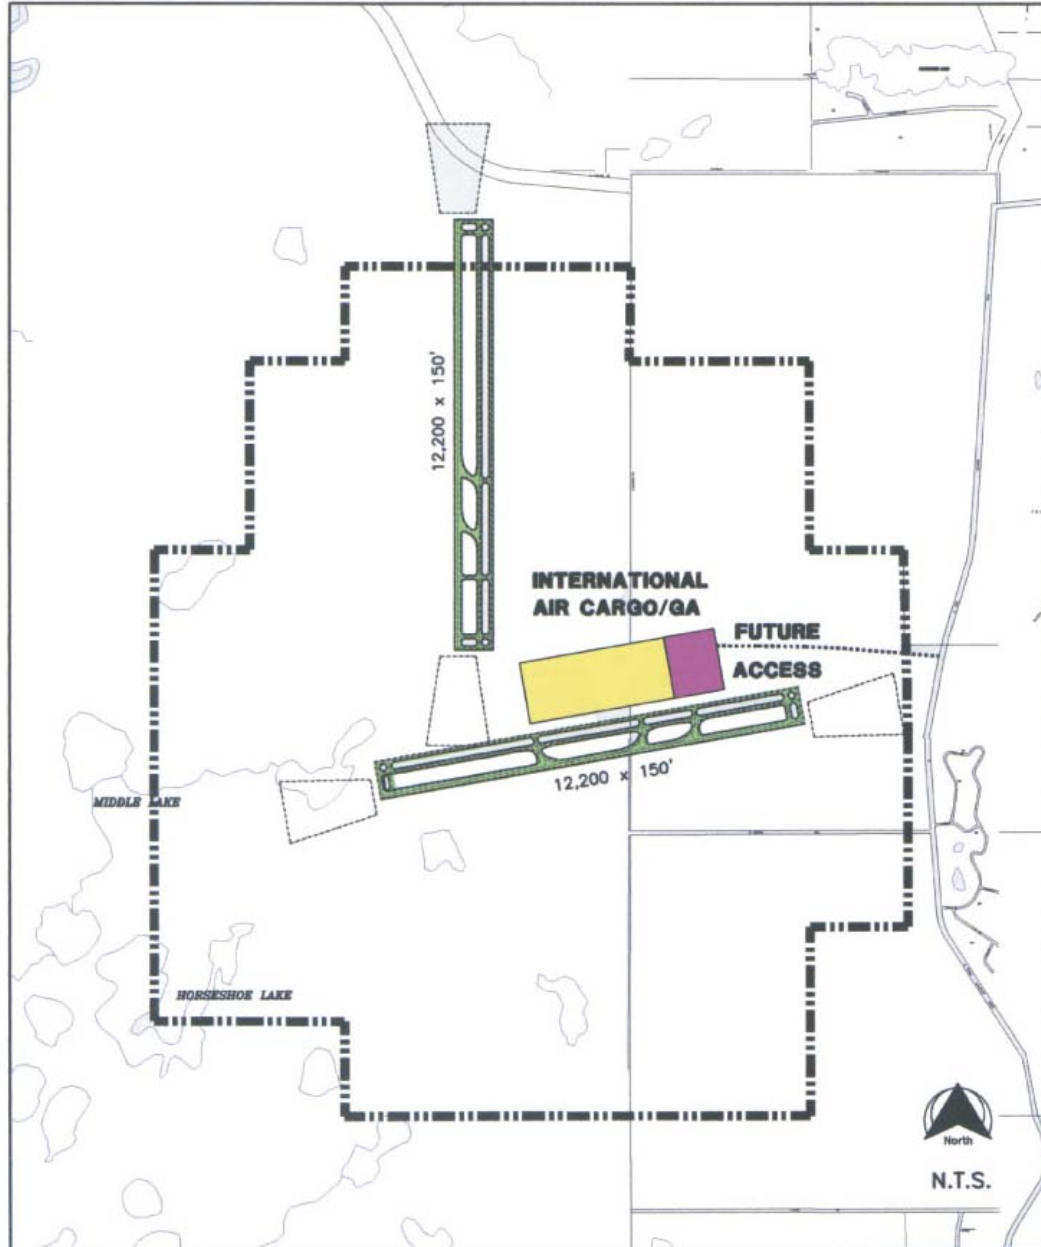 12,200 x 150'
INTERNATIONAL
AIR CARGO/GA
FUTURE
ACCESS
12,200 x 150'
MIDDLE LAKE
HORSESHOE LAKE
North
N.T.S.